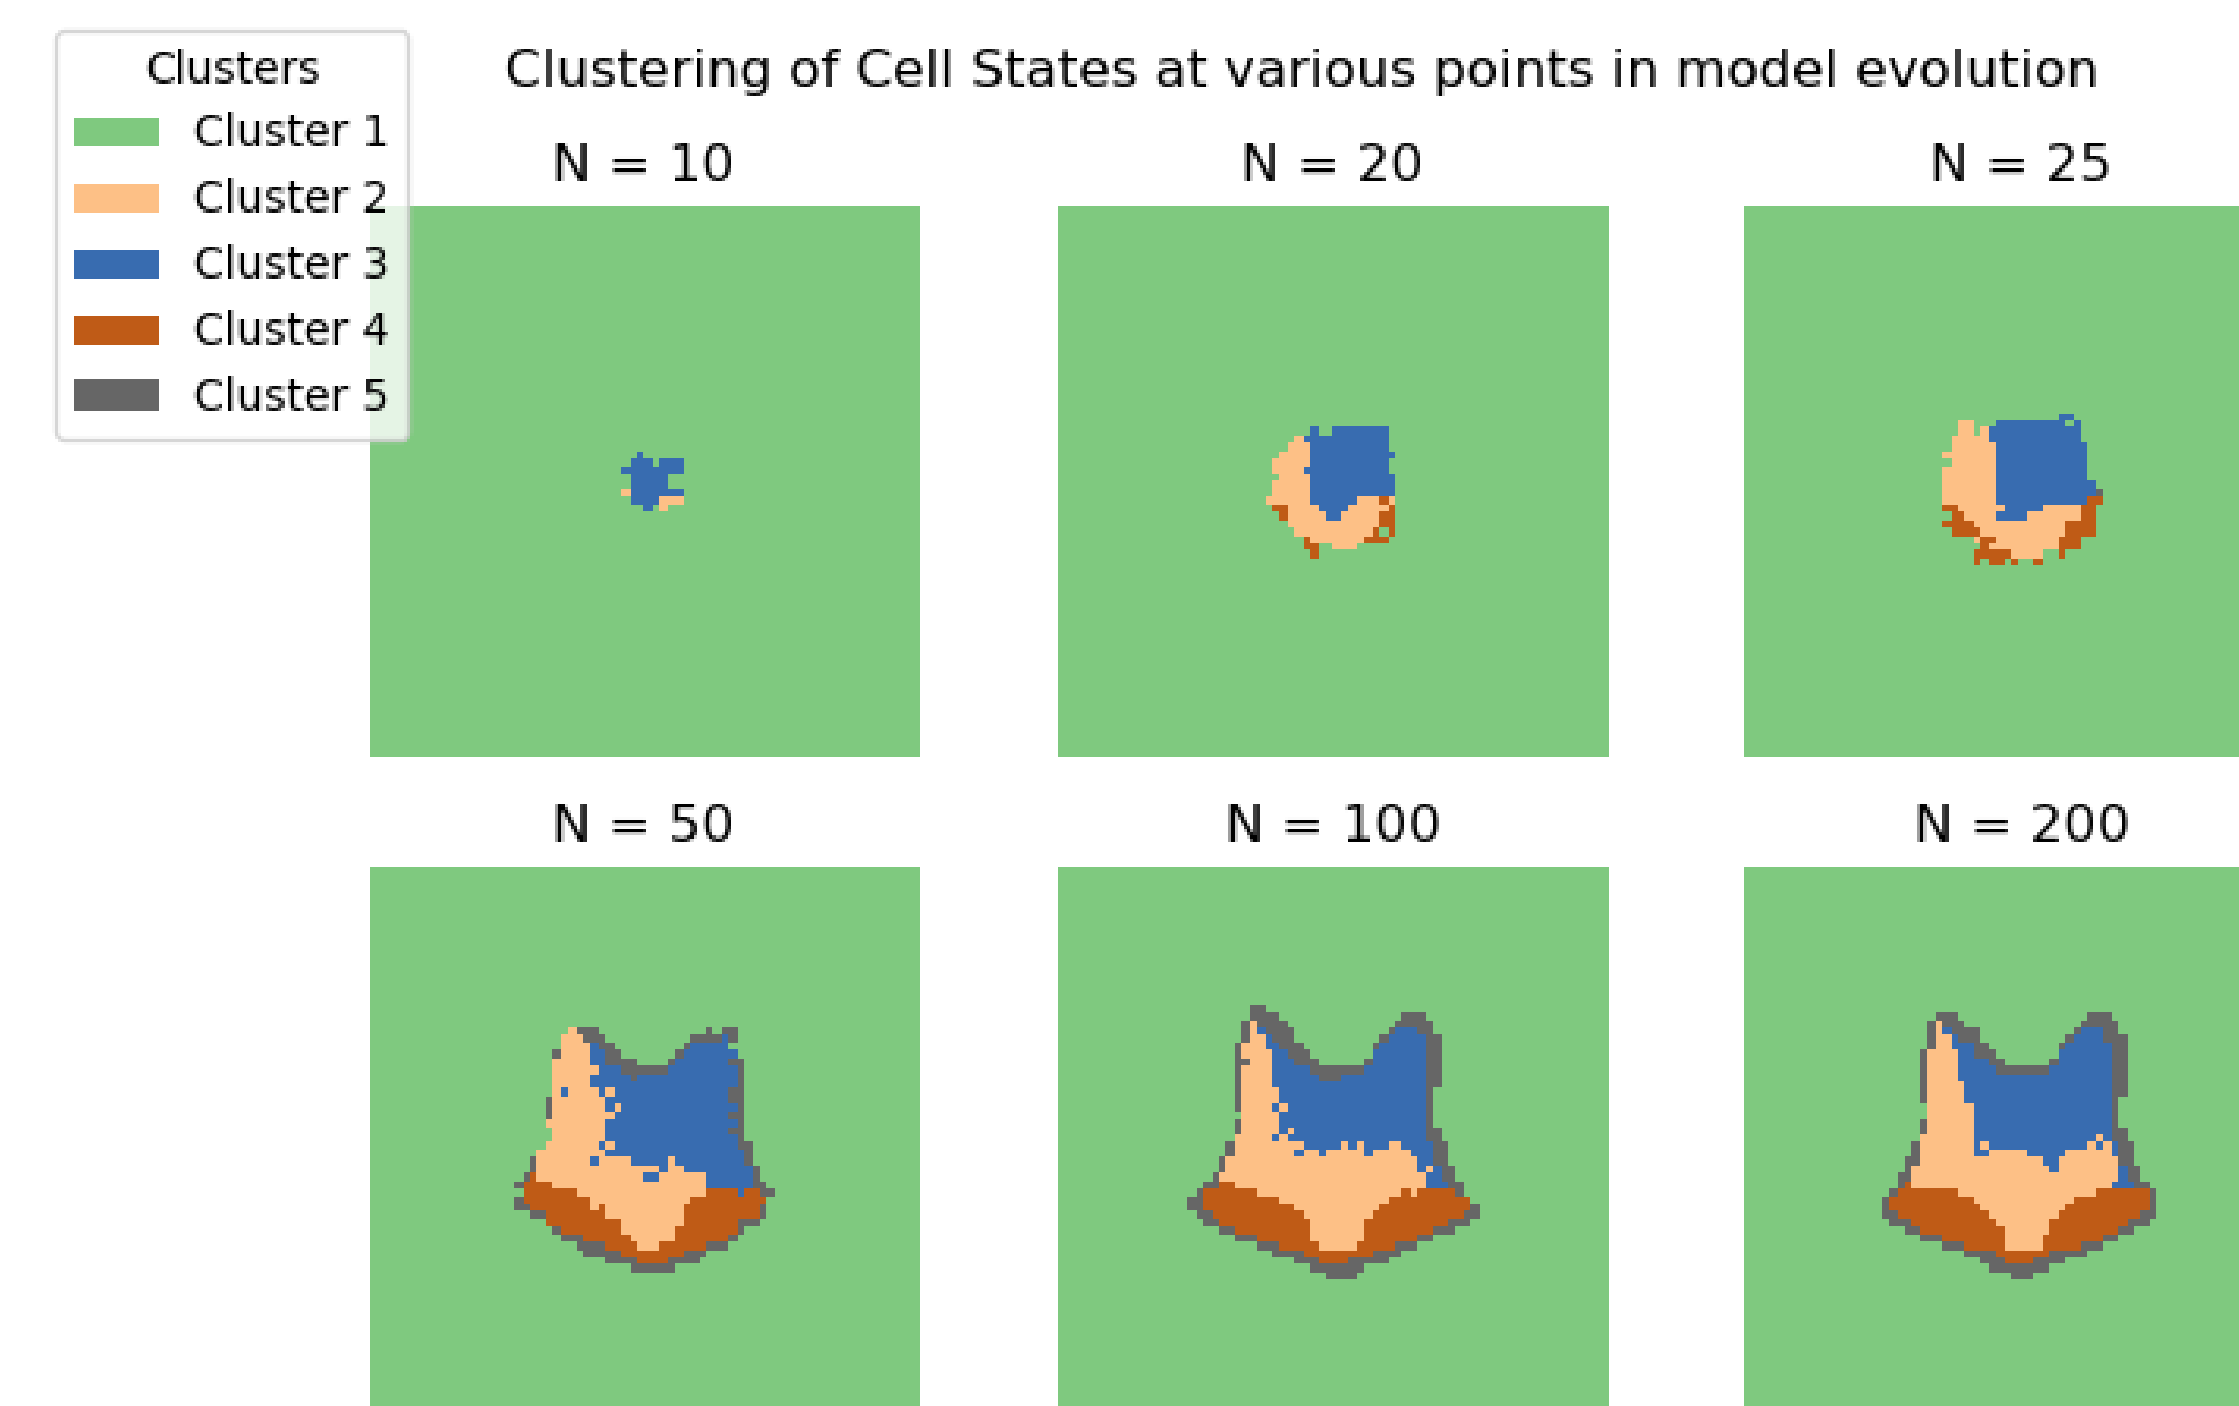 Clusters
Cluster 1
Cluster 2
Cluster 3
Cluster 4
Cluster 5
Clustering of Cell States at various points in model evolution
N = 10
N = 20
N = 25
N = 50
N = 100
N = 200